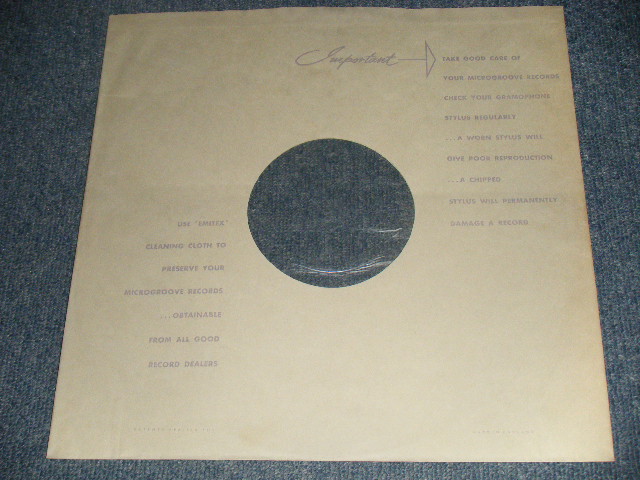 Important
TAKE GOOD CARE OF
YOUR MICROGROOVE RECORDS
CHECK YOUR GRAMOPHONE
STYLUS REGULARLY
...A WORN STYLUS WILL
GIVE POOR REPRODUCTION
...A CHIPPED
STYLUS WILL PERMANENTLY
DAMAGE A RECORD
USE 'EMITEX'
CLEANING CLOTH TO
PRESERVE YOUR
MICROGROOVE RECORDS
...OBTAINABLE
FROM ALL GOOD
RECORD DEALERS